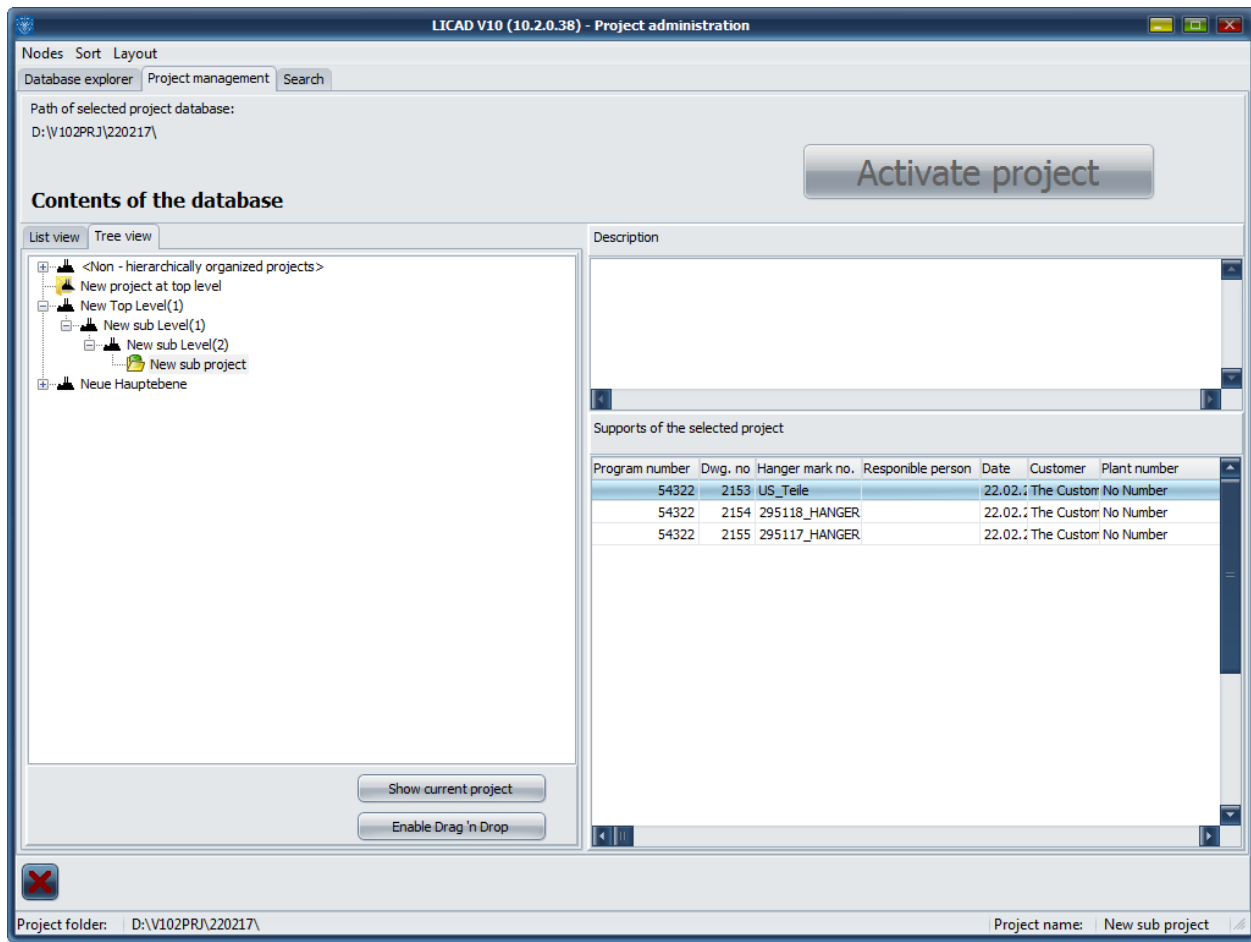 LICAD V10 (10.2.0.38) - Project administration
Nodes Sort Layout
Database explorer Project management Search
Path of selected project database:
D:\V102PRJ\220217\
Activate project
Contents of the database
List view Tree view
<Non - hierarchically organized projects>
New project at top level
New Top Level(1)
New sub Level(1)
New sub Level(2)
New sub project
Neue Hauptebene
Show current project
Enable Drag 'n Drop
Description
Supports of the selected project
Program number Dwg. no Hanger mark no. Responible person Date Customer Plant number
54322 2153 US_Teile 22.02.2 The Custom No Number
54322 2154 295118_HANGER 22.02.2 The Custom No Number
54322 2155 295117_HANGER 22.02.2 The Custom No Number
Project folder: D:\V102PRJ\220217\ Project name: New sub project